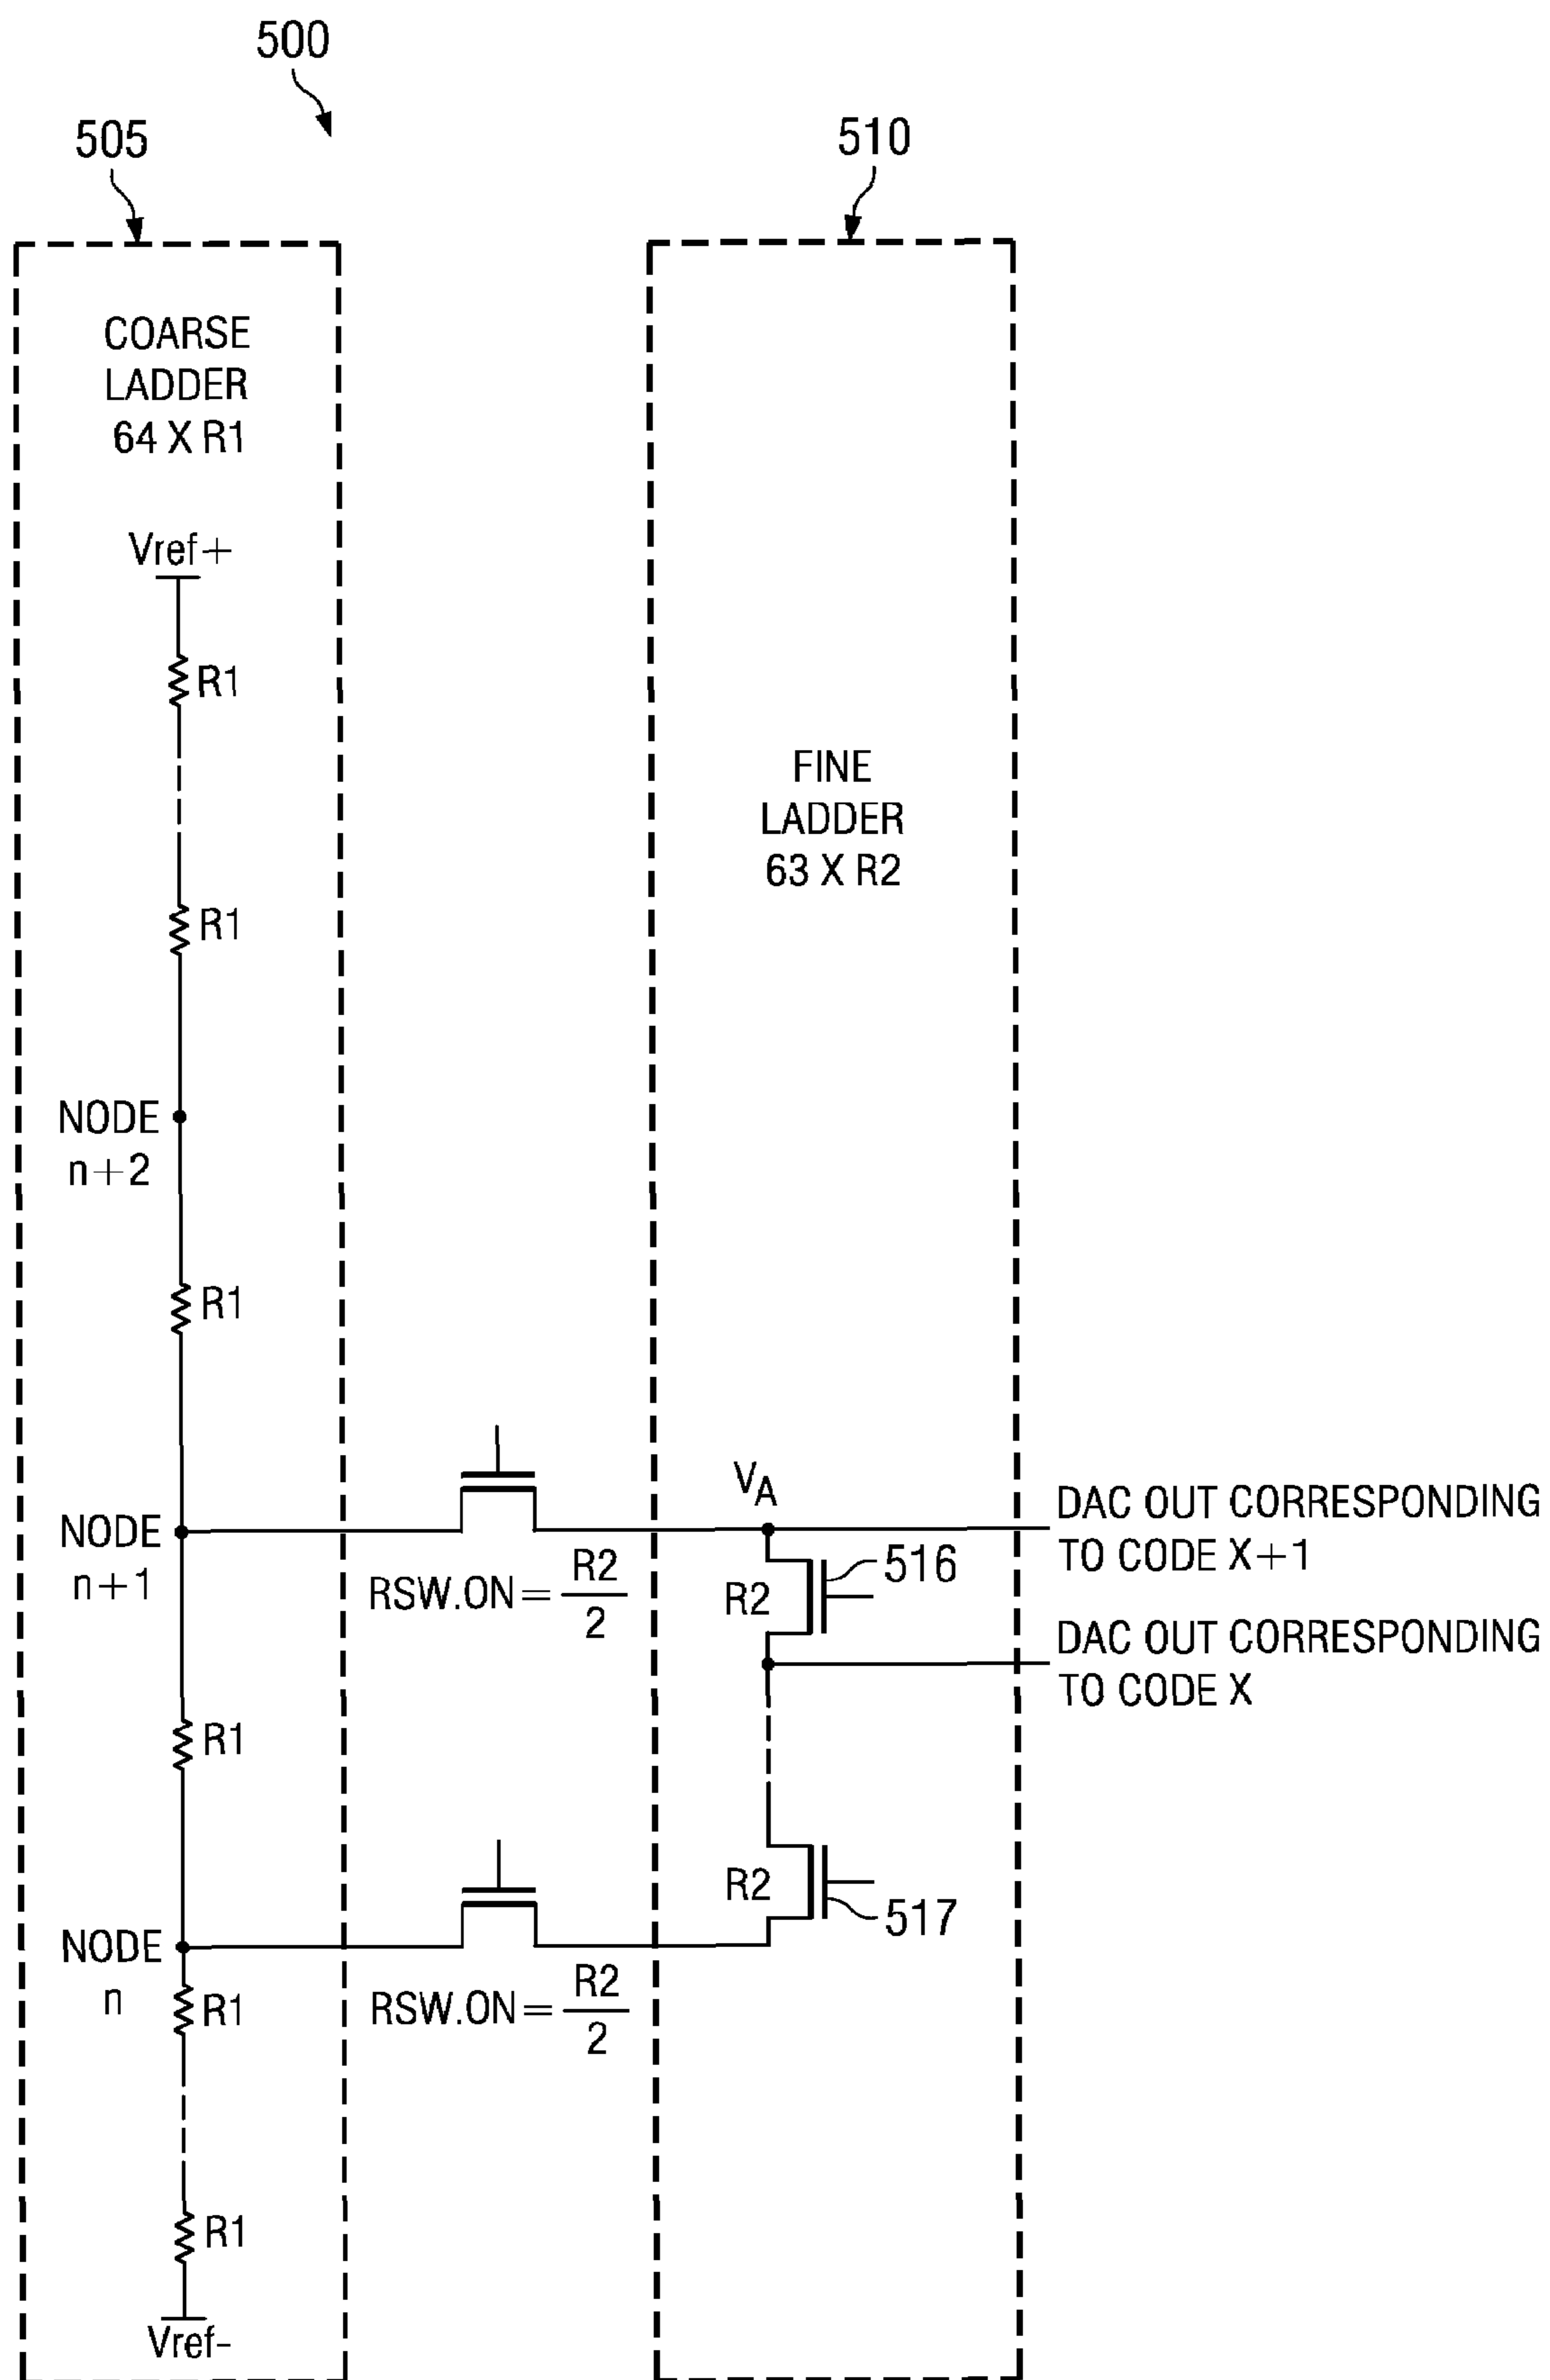 500
505
510
COARSE
LADDER
64 X R1
Vref+
R1
R1
FINE
LADDER
63 X R2
NODE
n+2
R1
NODE
n+1
RSW.ON=R2/2
VA
R2
516
DAC OUT CORRESPONDING
TO CODE X+1
DAC OUT CORRESPONDING
TO CODE X
R1
R2
517
NODE
n
RSW.ON=R2/2
R1
R1
Vref-